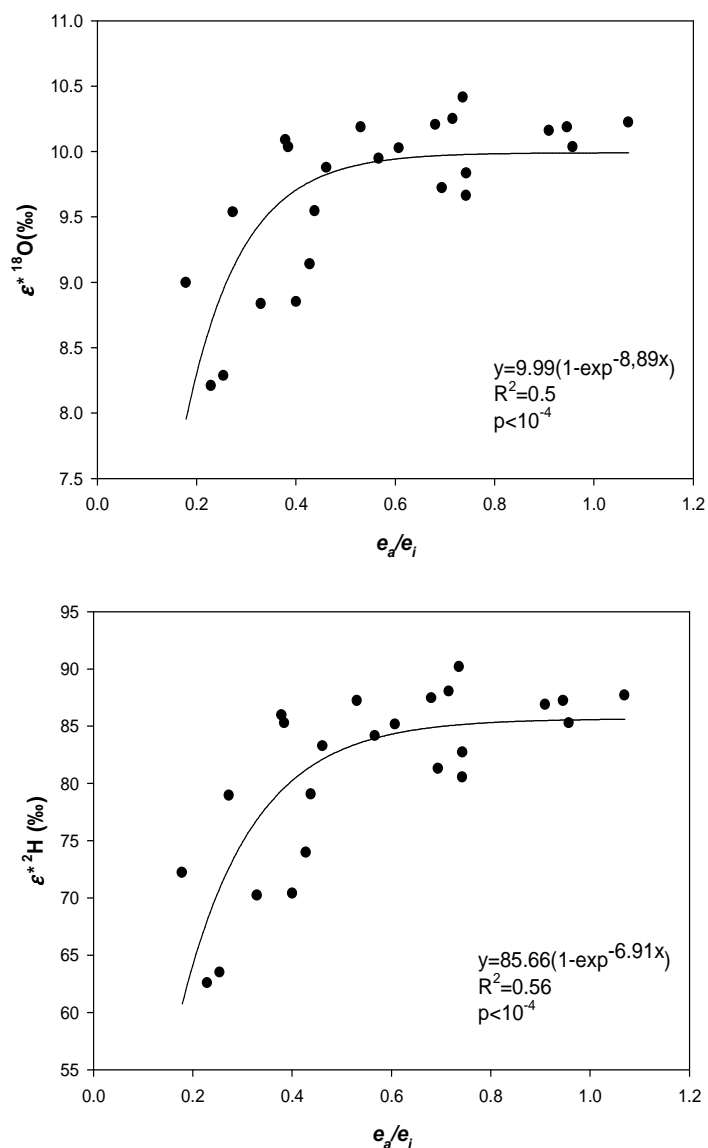 11.0
10.5
10.0
9.5
9.0
8.5
8.0
7.5
ε* ¹⁸O(‰)
y=9.99(1-exp⁻⁸,⁸⁹ˣ)
R²=0.5
p<10⁻⁴
0.0 0.2 0.4 0.6 0.8 1.0 1.2
eₐ/eᵢ
95
90
85
80
75
70
65
60
55
ε* ²H (‰)
y=85.66(1-exp⁻⁶·⁹¹ˣ)
R²=0.56
p<10⁻⁴
0.0 0.2 0.4 0.6 0.8 1.0 1.2
eₐ/eᵢ